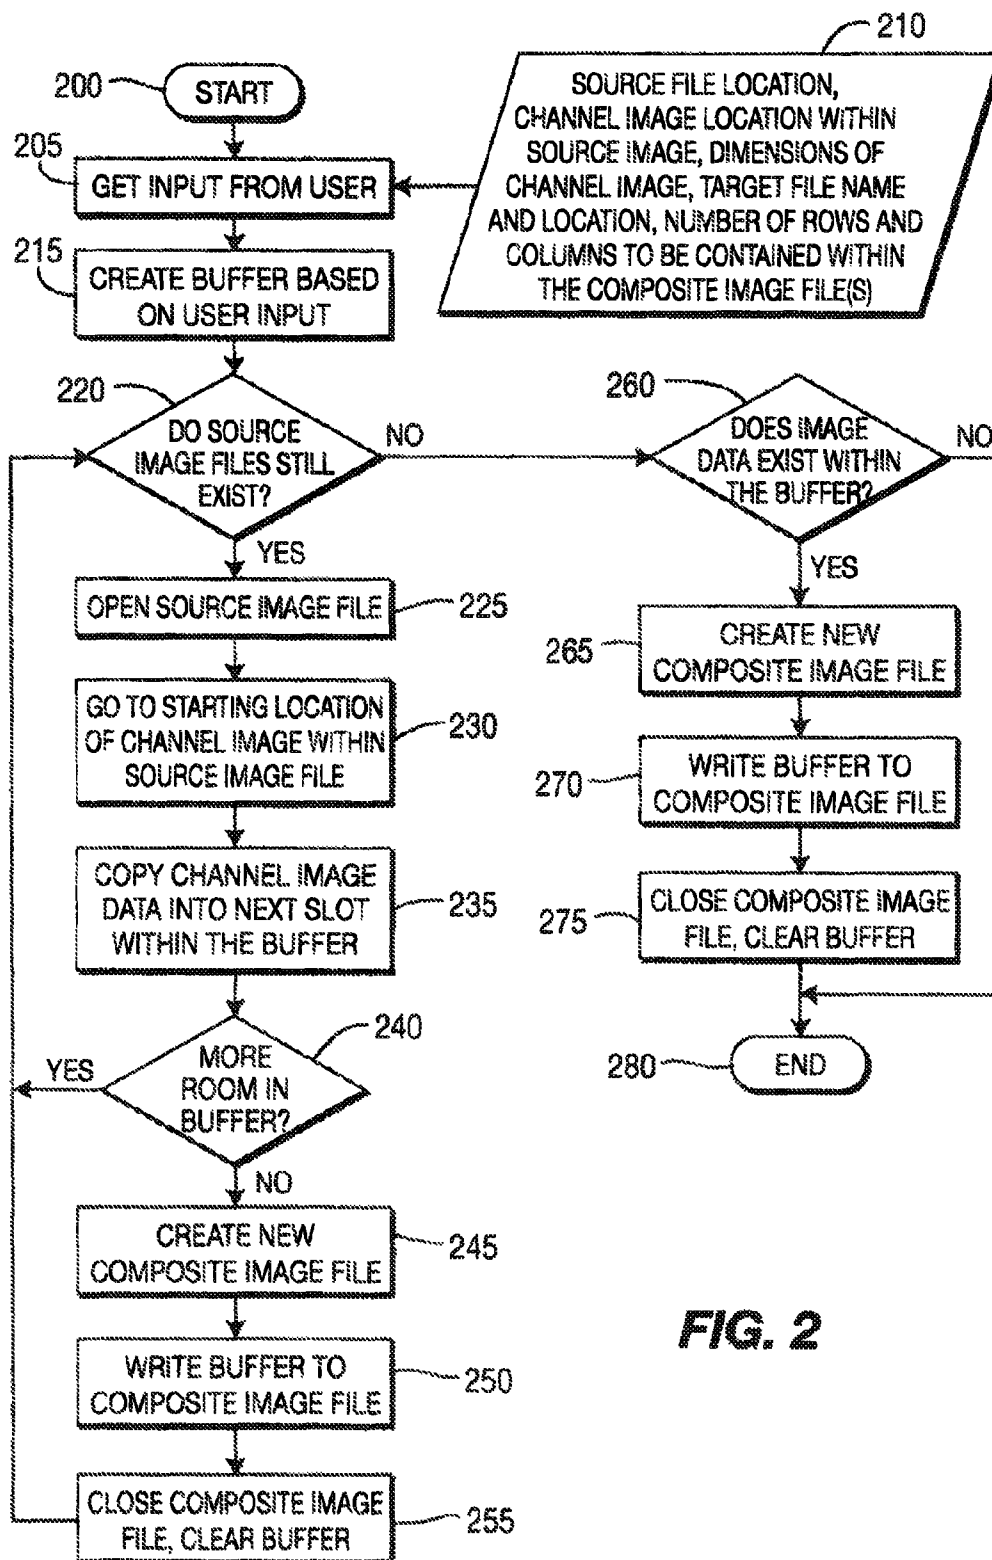 210
200
START
SOURCE FILE LOCATION,
CHANNEL IMAGE LOCATION WITHIN
SOURCE IMAGE, DIMENSIONS OF
CHANNEL IMAGE, TARGET FILE NAME
AND LOCATION, NUMBER OF ROWS AND
COLUMNS TO BE CONTAINED WITHIN
THE COMPOSITE IMAGE FILE(S)
205
GET INPUT FROM USER
215
CREATE BUFFER BASED
ON USER INPUT
220
DO SOURCE
IMAGE FILES STILL
EXIST?
NO
YES
260
DOES IMAGE
DATA EXIST WITHIN
THE BUFFER?
NO
YES
OPEN SOURCE IMAGE FILE
225
GO TO STARTING LOCATION
OF CHANNEL IMAGE WITHIN
SOURCE IMAGE FILE
230
COPY CHANNEL IMAGE
DATA INTO NEXT SLOT
WITHIN THE BUFFER
235
240
MORE
ROOM IN
BUFFER?
YES
NO
CREATE NEW
COMPOSITE IMAGE FILE
245
WRITE BUFFER TO
COMPOSITE IMAGE FILE
250
CLOSE COMPOSITE IMAGE
FILE, CLEAR BUFFER
255
265
CREATE NEW
COMPOSITE IMAGE FILE
270
WRITE BUFFER TO
COMPOSITE IMAGE FILE
275
CLOSE COMPOSITE IMAGE
FILE, CLEAR BUFFER
280
END
FIG. 2